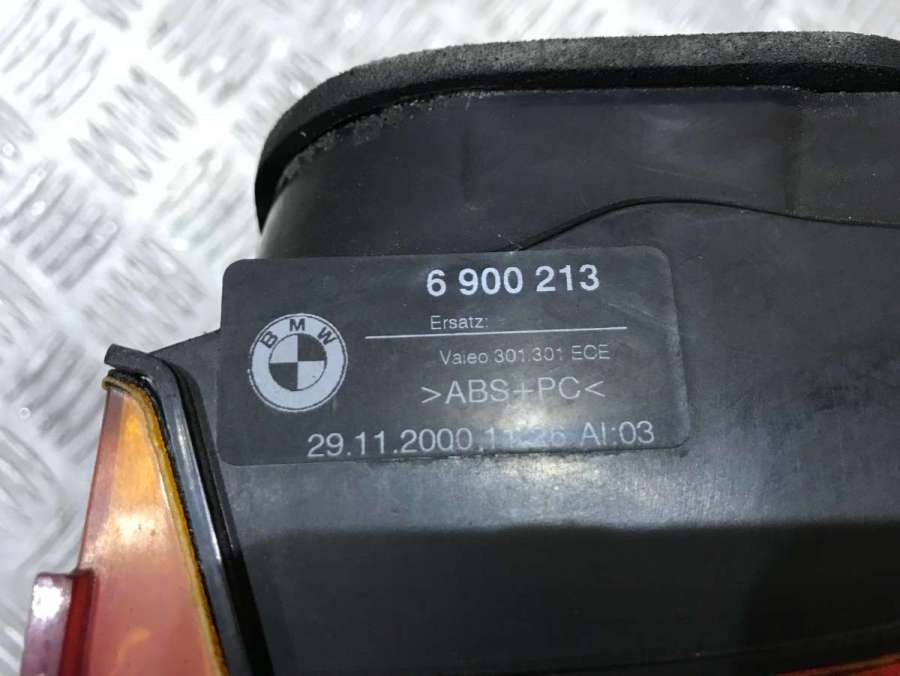 6 900 213
BMW
Ersatz:
Valeo 301.301 ECE
>ABS+PC<
29.11.2000 AI:03